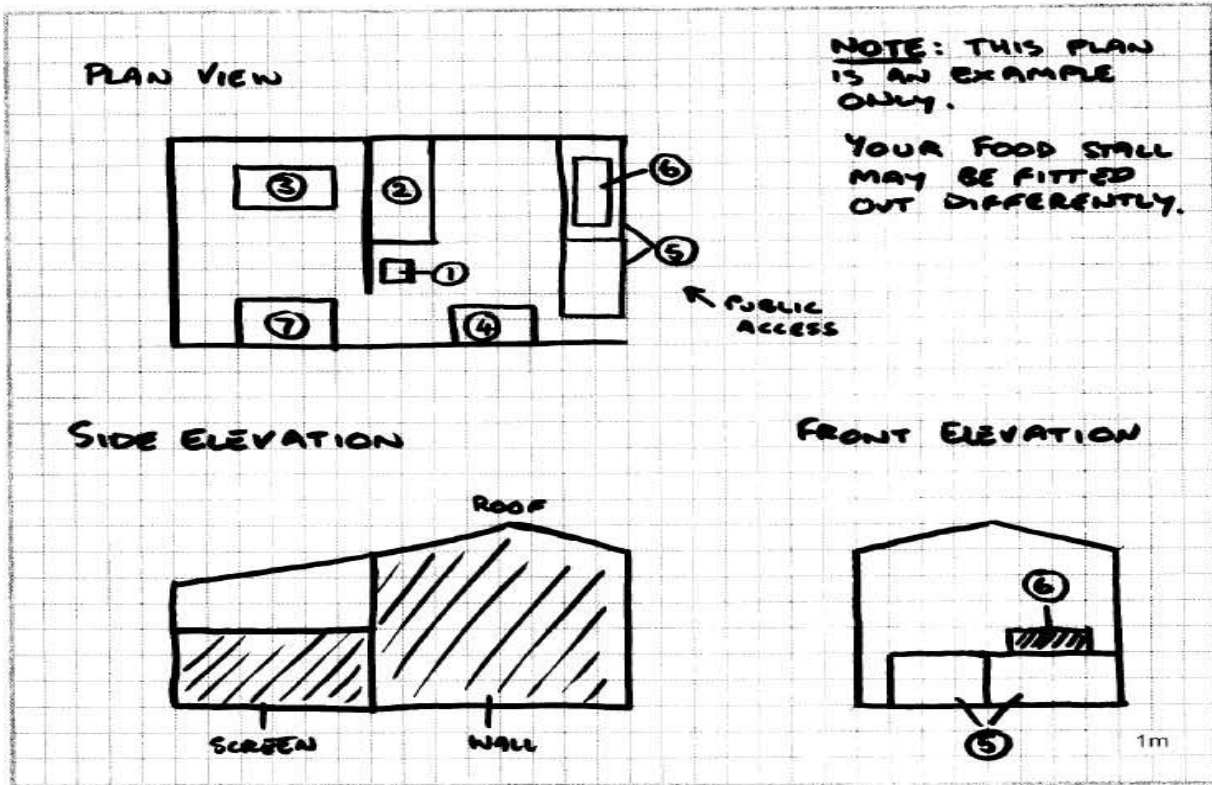 PLAN VIEW
NOTE: THIS PLAN
IS AN EXAMPLE
ONLY.
YOUR FOOD STALL
MAY BE FITTED
OUT DIFFERENTLY.
3
2
6
1
5
7
4
PUBLIC
ACCESS
SIDE ELEVATION
FRONT ELEVATION
ROOF
6
SCREEN
WALL
5
1m